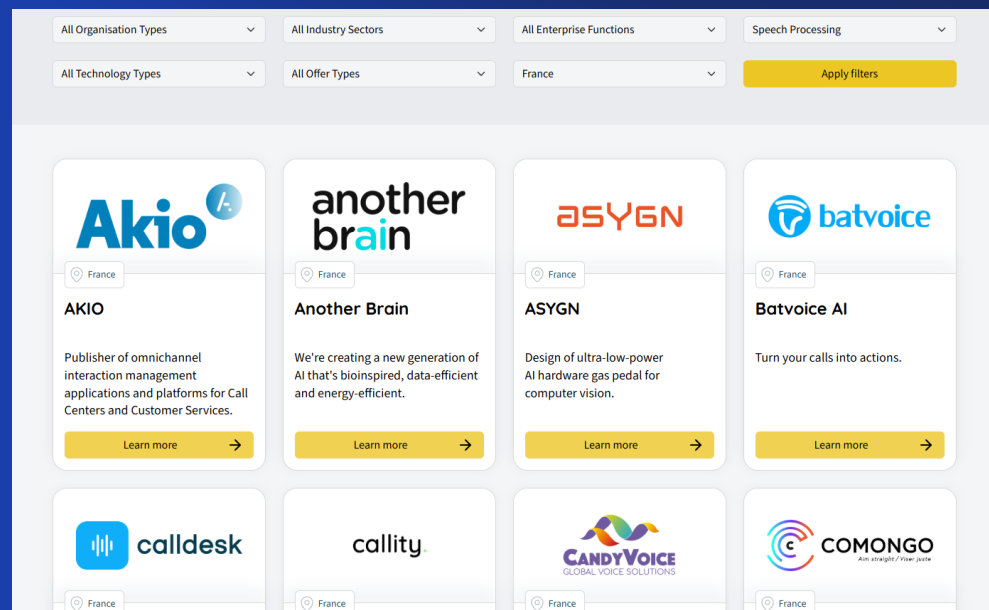 All Organisation Types
All Industry Sectors
All Enterprise Functions
Speech Processing
All Technology Types
All Offer Types
France
Apply filters
Akio
France
AKIO
Publisher of omnichannel
interaction management
applications and platforms for Call
Centers and Customer Services.
Learn more
another
brain
France
Another Brain
We're creating a new generation of
AI that's bioinspired, data-efficient
and energy-efficient.
Learn more
ASYGN
France
ASYGN
Design of ultra-low-power
AI hardware gas pedal for
computer vision.
Learn more
batvoice
France
Batvoice AI
Turn your calls into actions.
Learn more
calldesk
France
callity.
France
CANDYVOICE
GLOBAL VOICE SOLUTIONS
France
C COMONGO
Aim straight / Viser juste
France